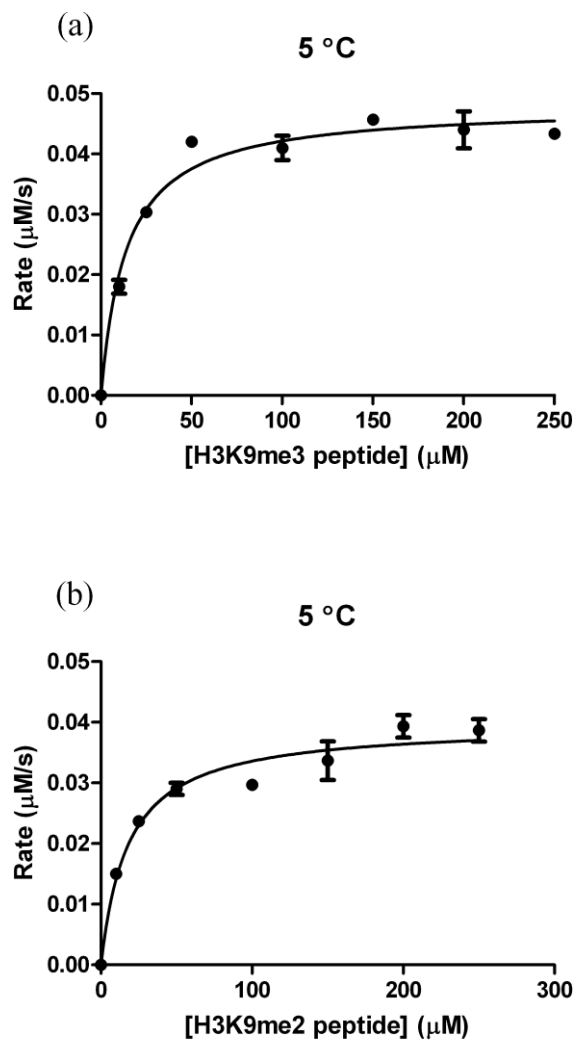 (a)
5 °C
Rate (μM/s)
0.05
0.04
0.03
0.02
0.01
0.00
0 50 100 150 200 250
[H3K9me3 peptide] (μM)
(b)
5 °C
Rate (μM/s)
0.05
0.04
0.03
0.02
0.01
0.00
0 100 200 300
[H3K9me2 peptide] (μM)